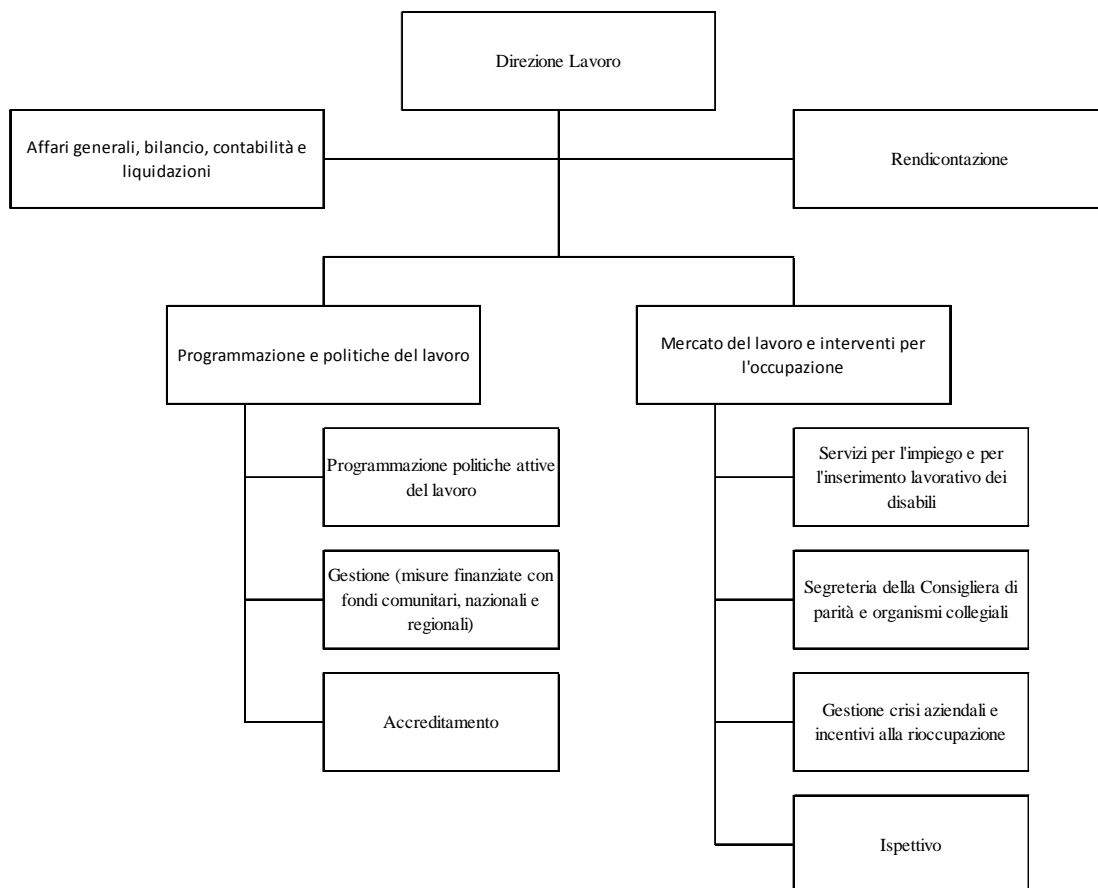 Direzione Lavoro
Affari generali, bilancio, contabilità e
liquidazioni
Rendicontazione
Programmazione e politiche del lavoro
Mercato del lavoro e interventi per
l'occupazione
Programmazione politiche attive
del lavoro
Gestione (misure finanziate con
fondi comunitari, nazionali e
regionali)
Accreditamento
Servizi per l'impiego e per
l'inserimento lavorativo dei
disabili
Segreteria della Consigliera di
parità e organismi collegiali
Gestione crisi aziendali e
incentivi alla rioccupazione
Ispettivo